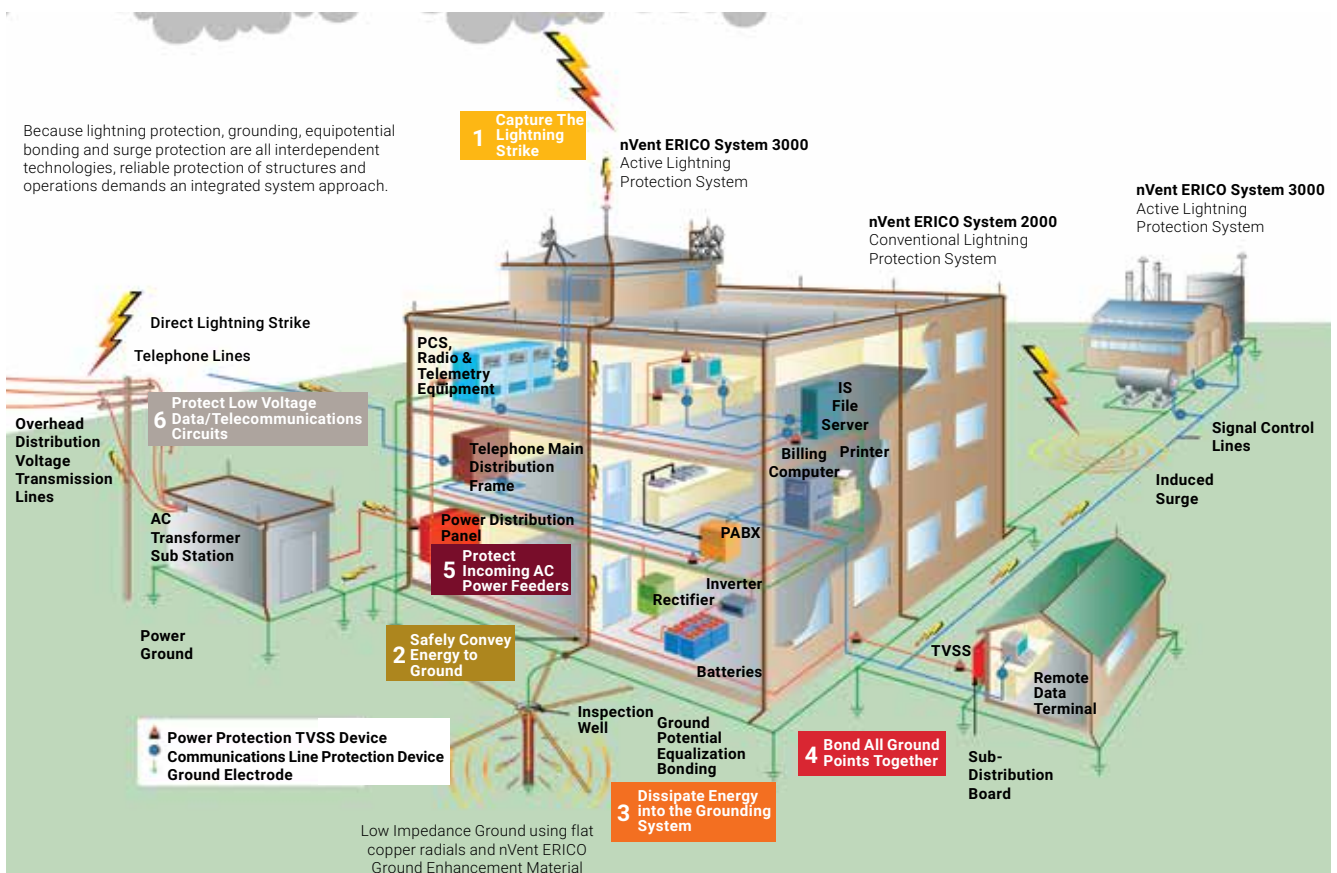 Because lightning protection, grounding, equipotential
bonding and surge protection are all interdependent
technologies, reliable protection of structures and
operations demands an integrated system approach.
1 Capture The
Lightning
Strike
nVent ERICO System 3000
Active Lightning
Protection System
nVent ERICO System 2000
Conventional Lightning
Protection System
nVent ERICO System 3000
Active Lightning
Protection System
Direct Lightning Strike
Telephone Lines
6 Protect Low Voltage
Data/Telecommunications
Circuits
Overhead
Distribution
Voltage
Transmission
Lines
AC
Transformer
Sub Station
Power
Ground
PCS,
Radio &
Telemetry
Equipment
Telephone Main
Distribution
Frame
Power Distribution
Panel
5 Protect
Incoming AC
Power Feeders
IS
File
Server
Billing
Computer
Printer
PABX
Inverter
Rectifier
Batteries
Signal Control
Lines
Induced
Surge
TVSS
Remote
Data
Terminal
Sub-
Distribution
Board
2 Safely Convey
Energy to
Ground
Inspection
Well
Ground
Potential
Equalization
Bonding
4 Bond All Ground
Points Together
3 Dissipate Energy
into the Grounding
System
Power Protection TVSS Device
Communications Line Protection Device
Ground Electrode
Low Impedance Ground using flat
copper radials and nVent ERICO
Ground Enhancement Material